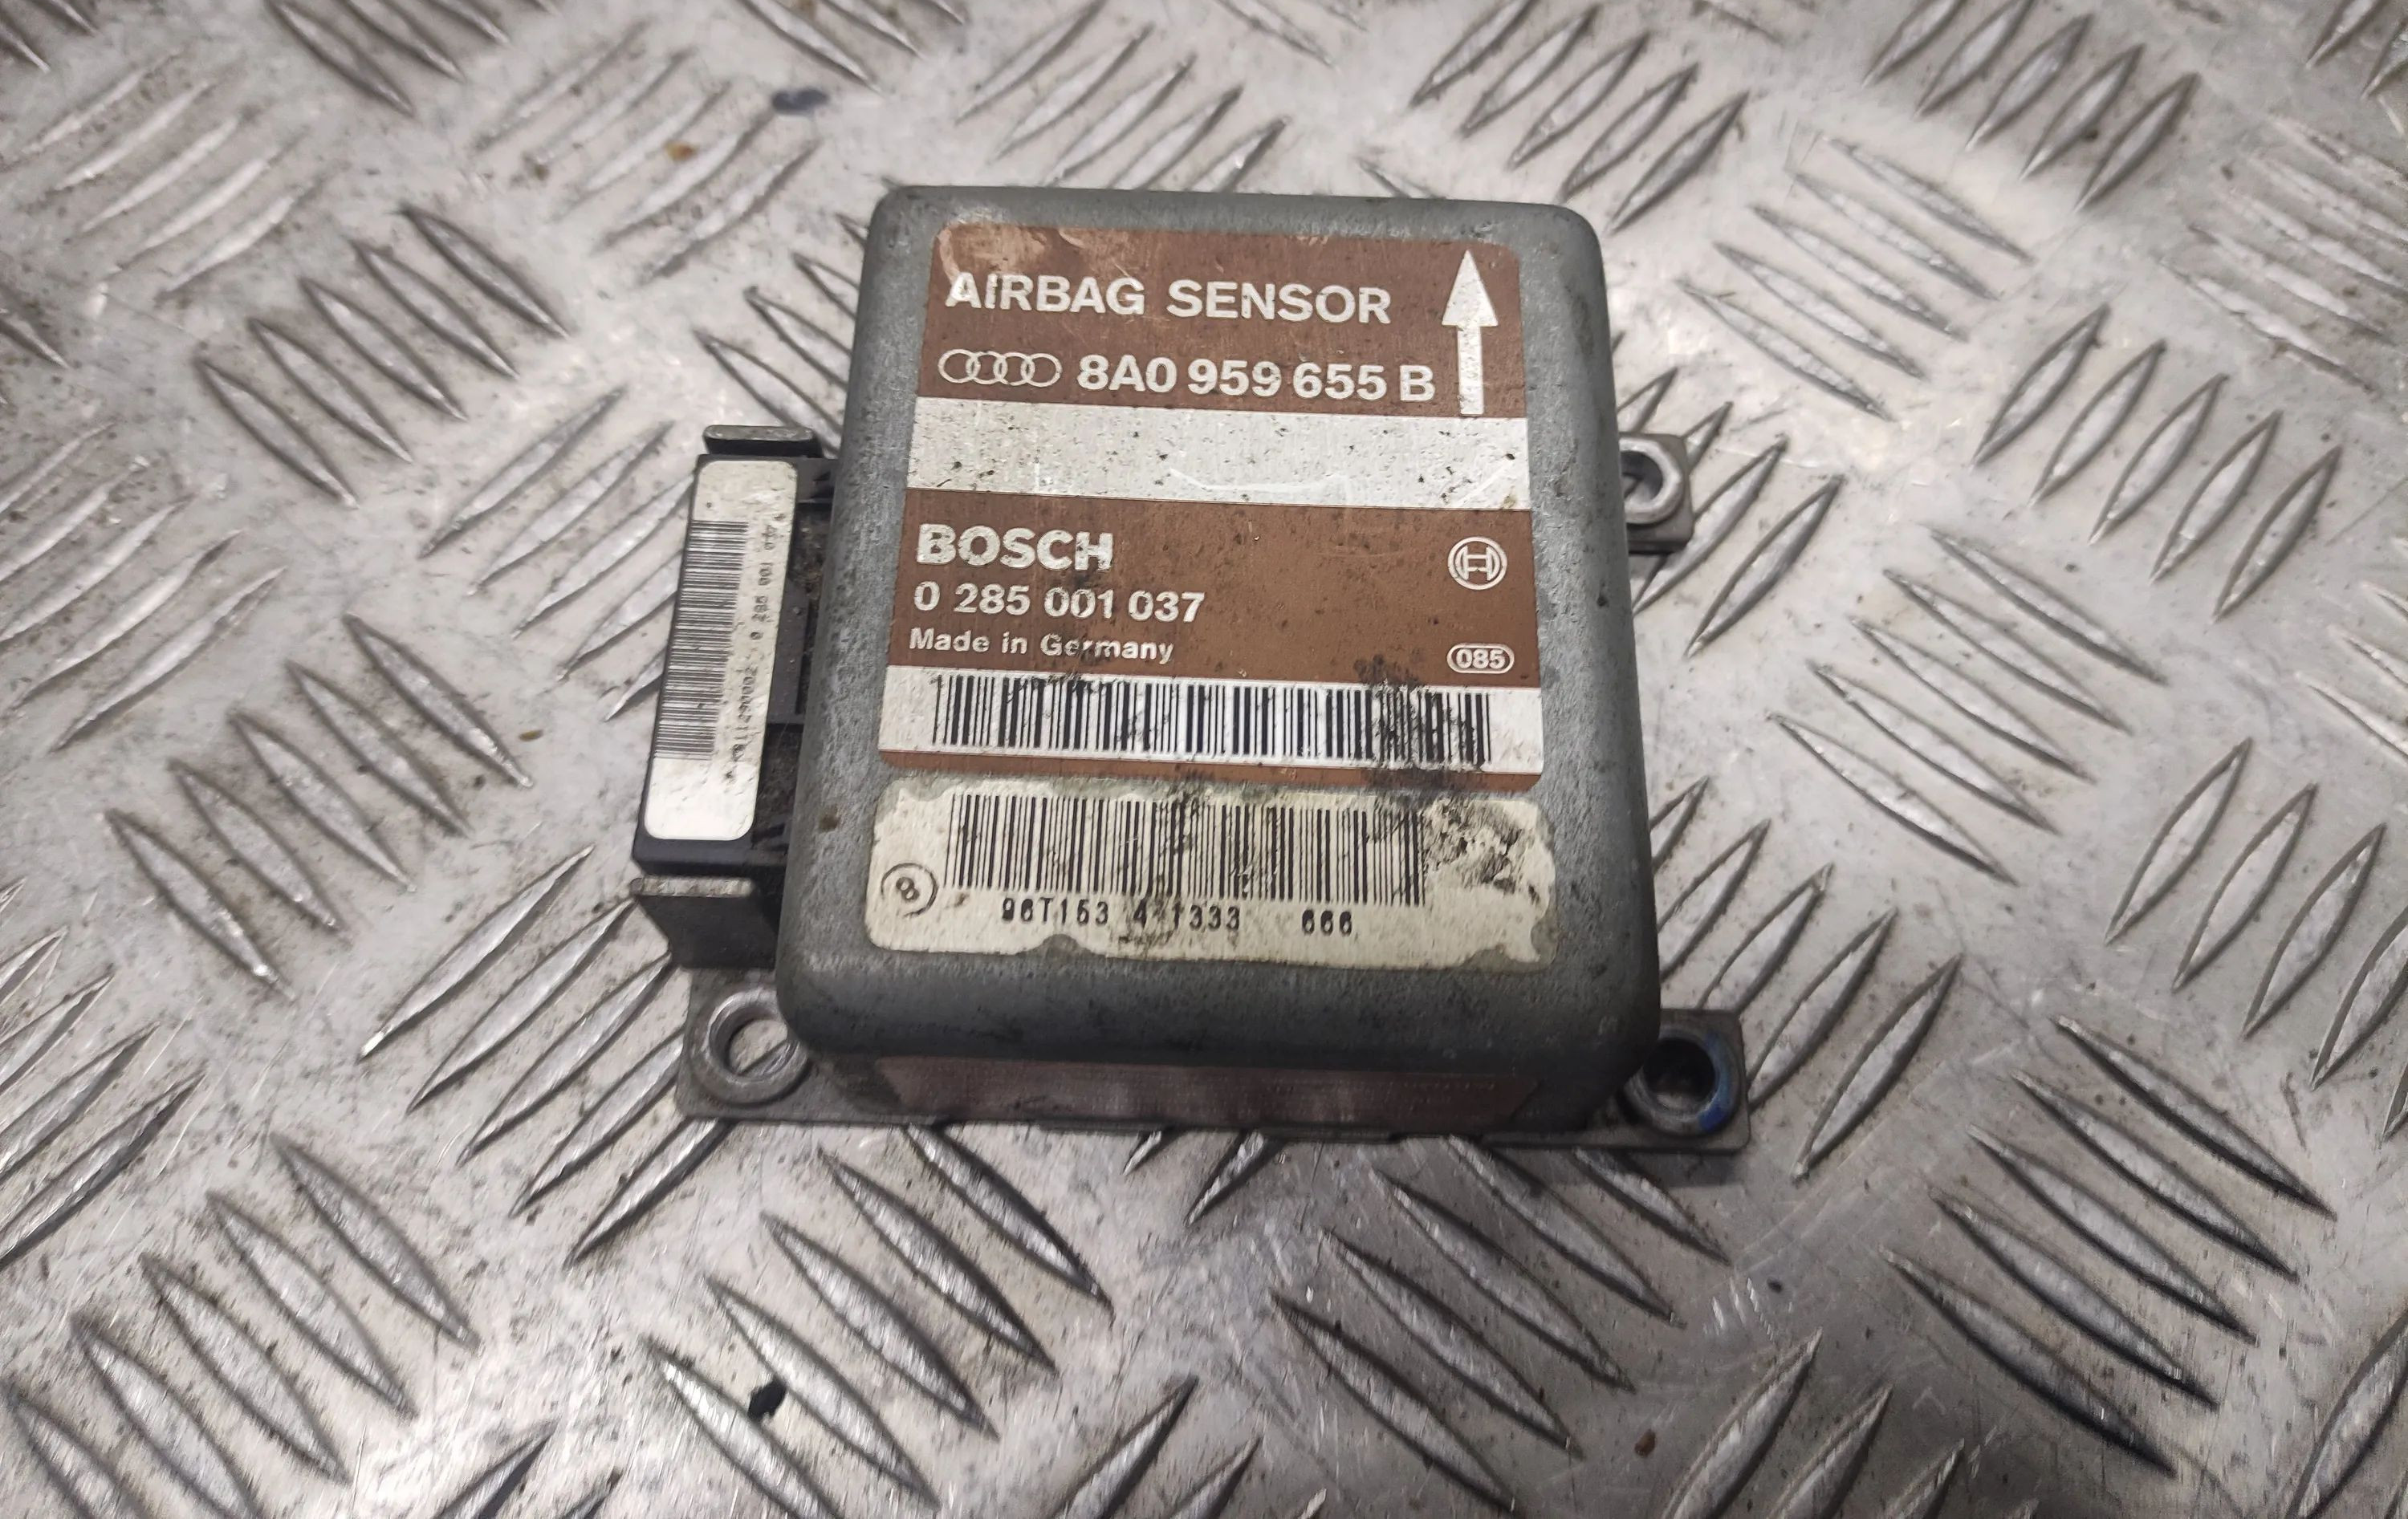 AIRBAG SENSOR
8A0 959 655 B
BOSCH
0 285 001 037
Made in Germany
085
8
96T153 4 1333 666